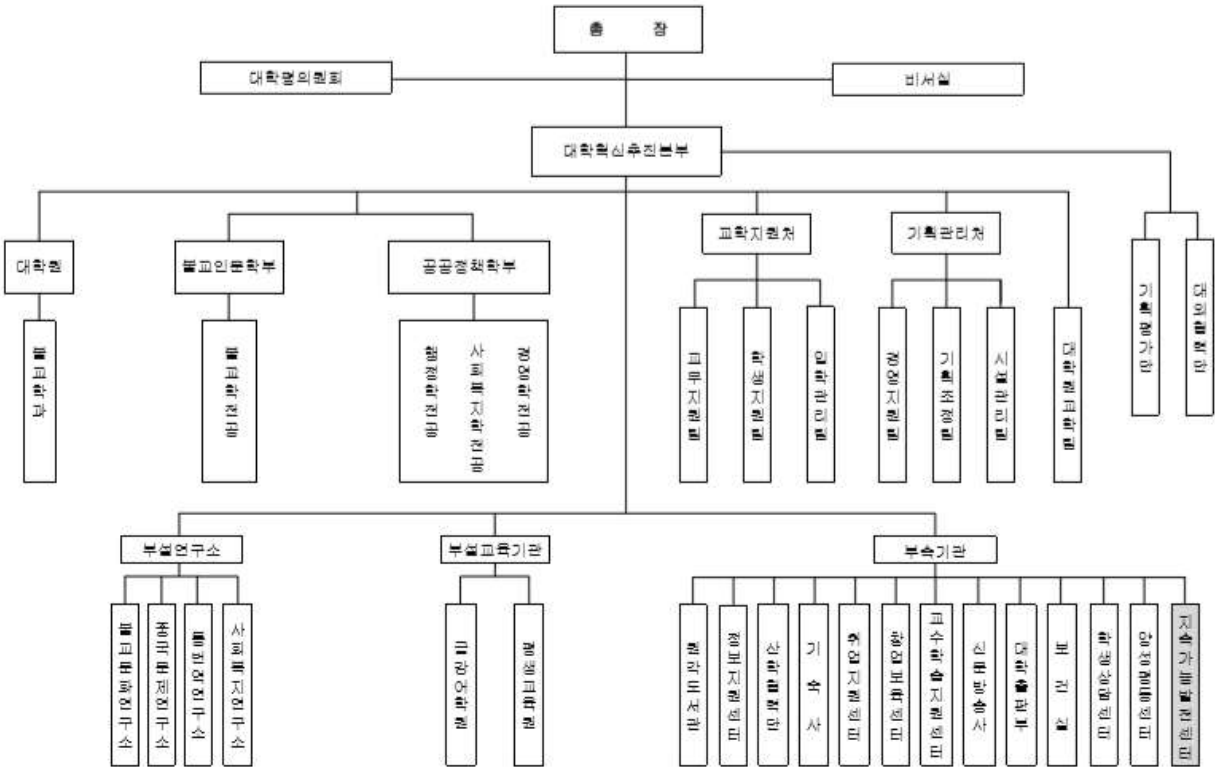 총 장
대학평의원회
비서실
대학혁신추진본부
교학지원처
기획관리처
대학원
불교인문학부
공공정책학부
기획평가단
대외협력단
불교학과
불교학전공
행정학전공
사회복지학전공
경영학전공
교무지원팀
학생지원팀
입학관리팀
경영지원팀
기획조정팀
시설관리팀
대학원교학팀
부설연구소
부설교육기관
부속기관
불교문화연구소
중국문제연구소
사회복지연구소
금강어학원
평생교육원
원각도서관
정보지원센터
산학협력단
기 숙 사
취업지원센터
창업보육센터
교수학습지원센터
신문방송사
대학출판부
보 건 실
학생상담센터
양성평등센터
지속가능발전센터